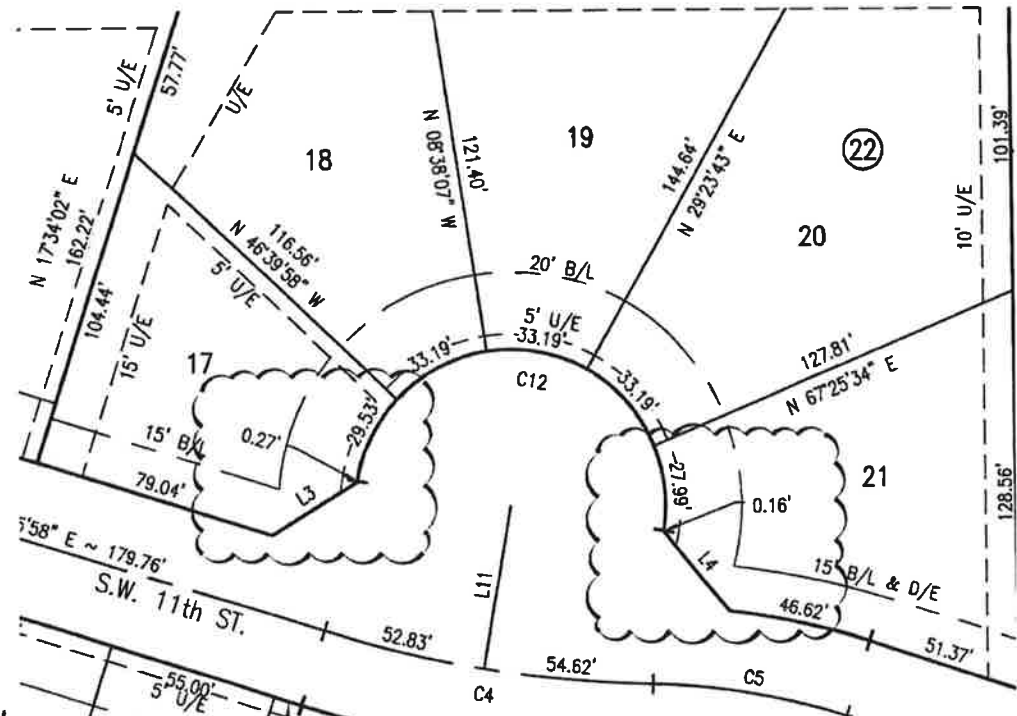 57.77'
5' U/E
U/E
N 17°34'02" E
162.22'
104.44'
15' U/E
18
N 46°39'58" W
116.56'
5' U/E
N 08°38'07" W
121.40'
19
144.64'
N 29°23'43" E
22
20
101.39'
10' U/E
20' B/L
5' U/E
33.19'
33.19'
33.19'
C12
127.81'
N 67°25'34" E
17
15' B/L
0.27'
29.53'
L3
79.04'
27.99'
0.16'
21
128.56'
L4
15' B/L & D/E
46.62'
51.37'
5'58" E ~ 179.76'
S.W. 11th ST.
L11
52.83'
54.62'
C4
C5
55.00'
5' U/E